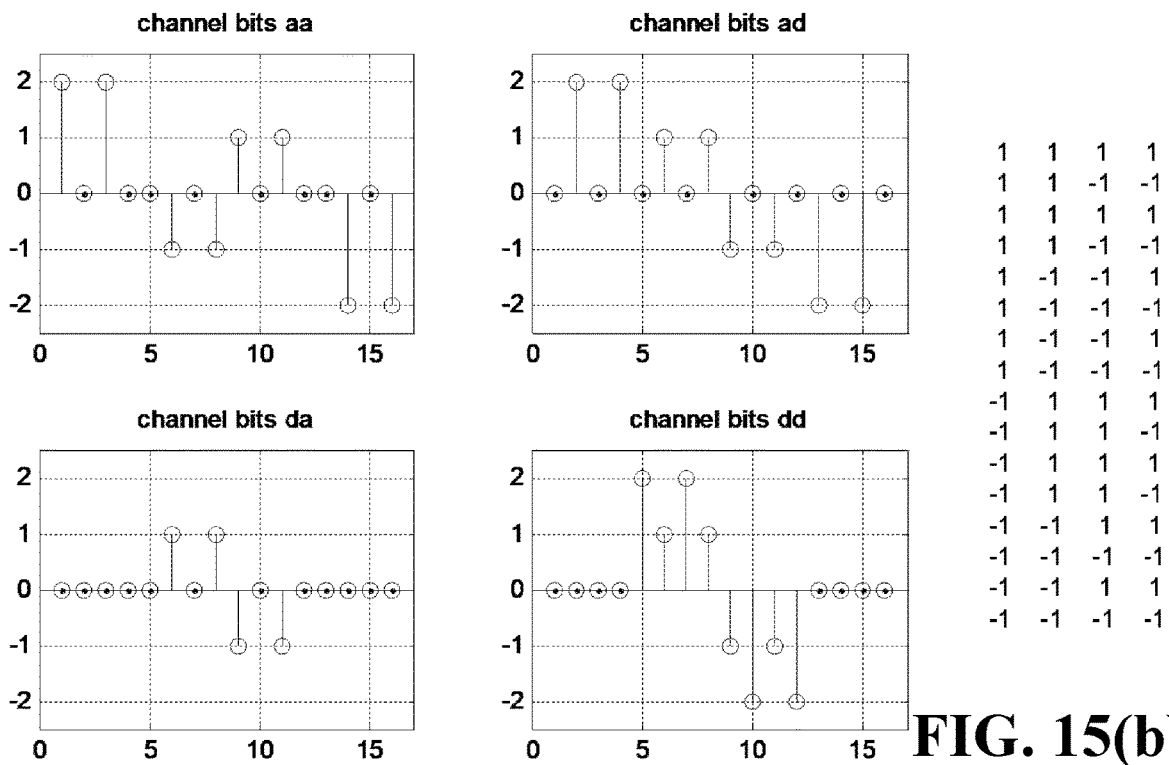 channel bits aa
2
1
0
-1
-2
0 5 10 15
channel bits ad
2
1
0
-1
-2
0 5 10 15
channel bits da
2
1
0
-1
-2
0 5 10 15
channel bits dd
2
1
0
-1
-2
0 5 10 15
1 1 1 1
1 1 -1 -1
1 1 1 1
1 1 -1 -1
1 -1 -1 1
1 -1 -1 -1
1 -1 -1 1
1 -1 -1 -1
-1 1 1 1
-1 1 1 -1
-1 1 1 1
-1 1 1 -1
-1 -1 1 1
-1 -1 -1 -1
-1 -1 1 1
-1 -1 -1 -1
FIG. 15(b)